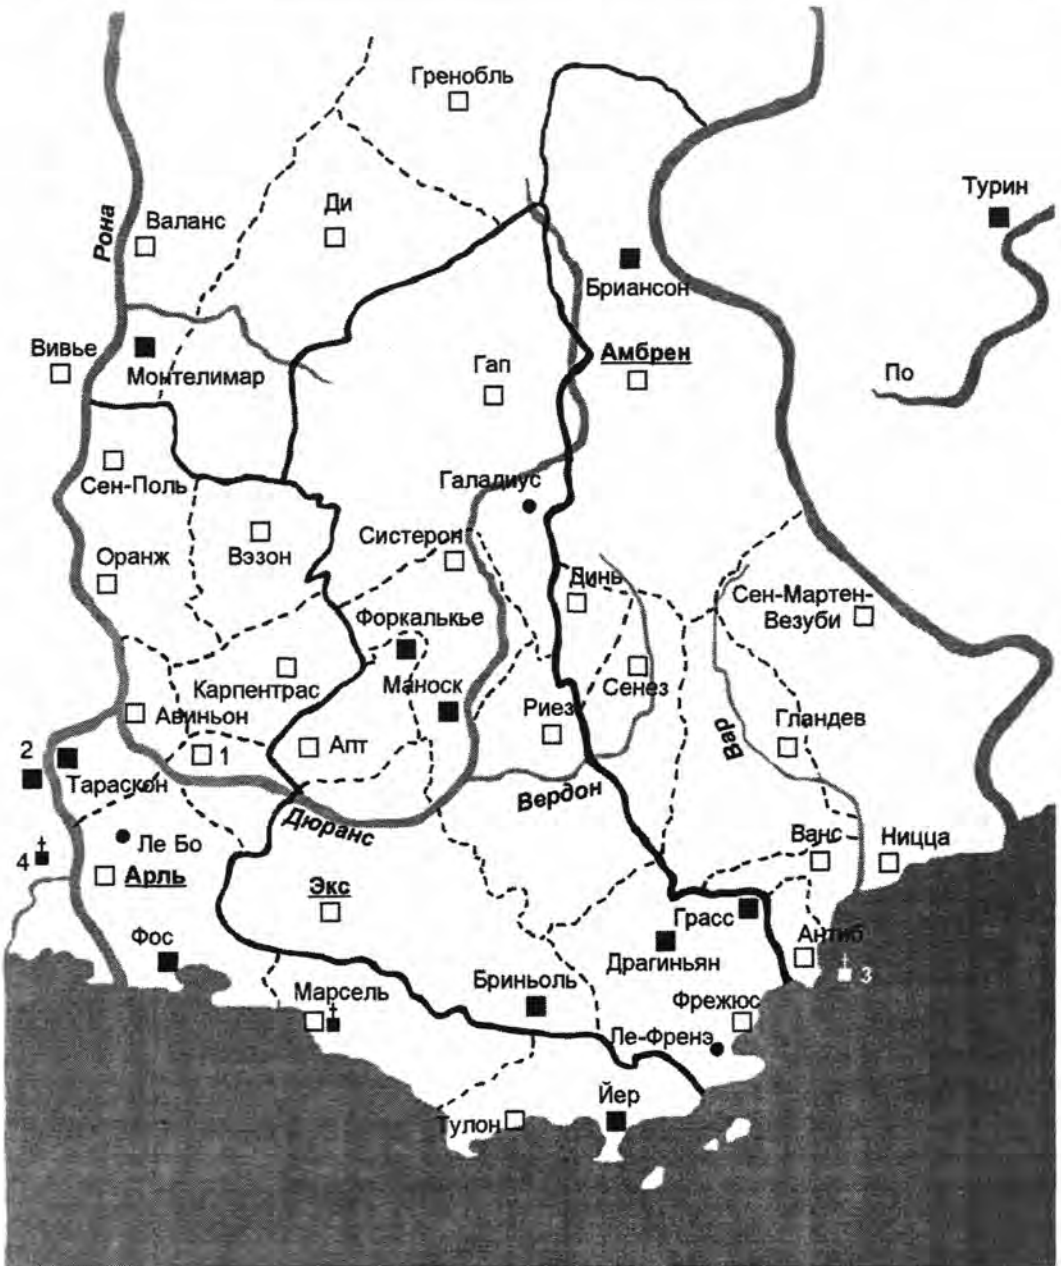 Гренобль
Турин
Ди
Рона
Валанс
Бриансон
Вивье
Монтелимар
Гап
Амбрен
По
Сен-Поль
Галадиус
Оранж
Вэзон
Систерон
Динь
Сен-Мартен-
Везуби
Форкалькье
Карпентрас
Маноск
Сенез
Авиньон
Риез
Вар
Гландев
2
1
Апт
Тараскон
Вердон
Дюранс
Ле Бо
Ванс
Ницца
4
Арль
Экс
Грасс
Фос
Драгиньян
Антиб
3
Марсель
Бриньоль
Фрежюс
Ле-Френэ
Йер
Тулон